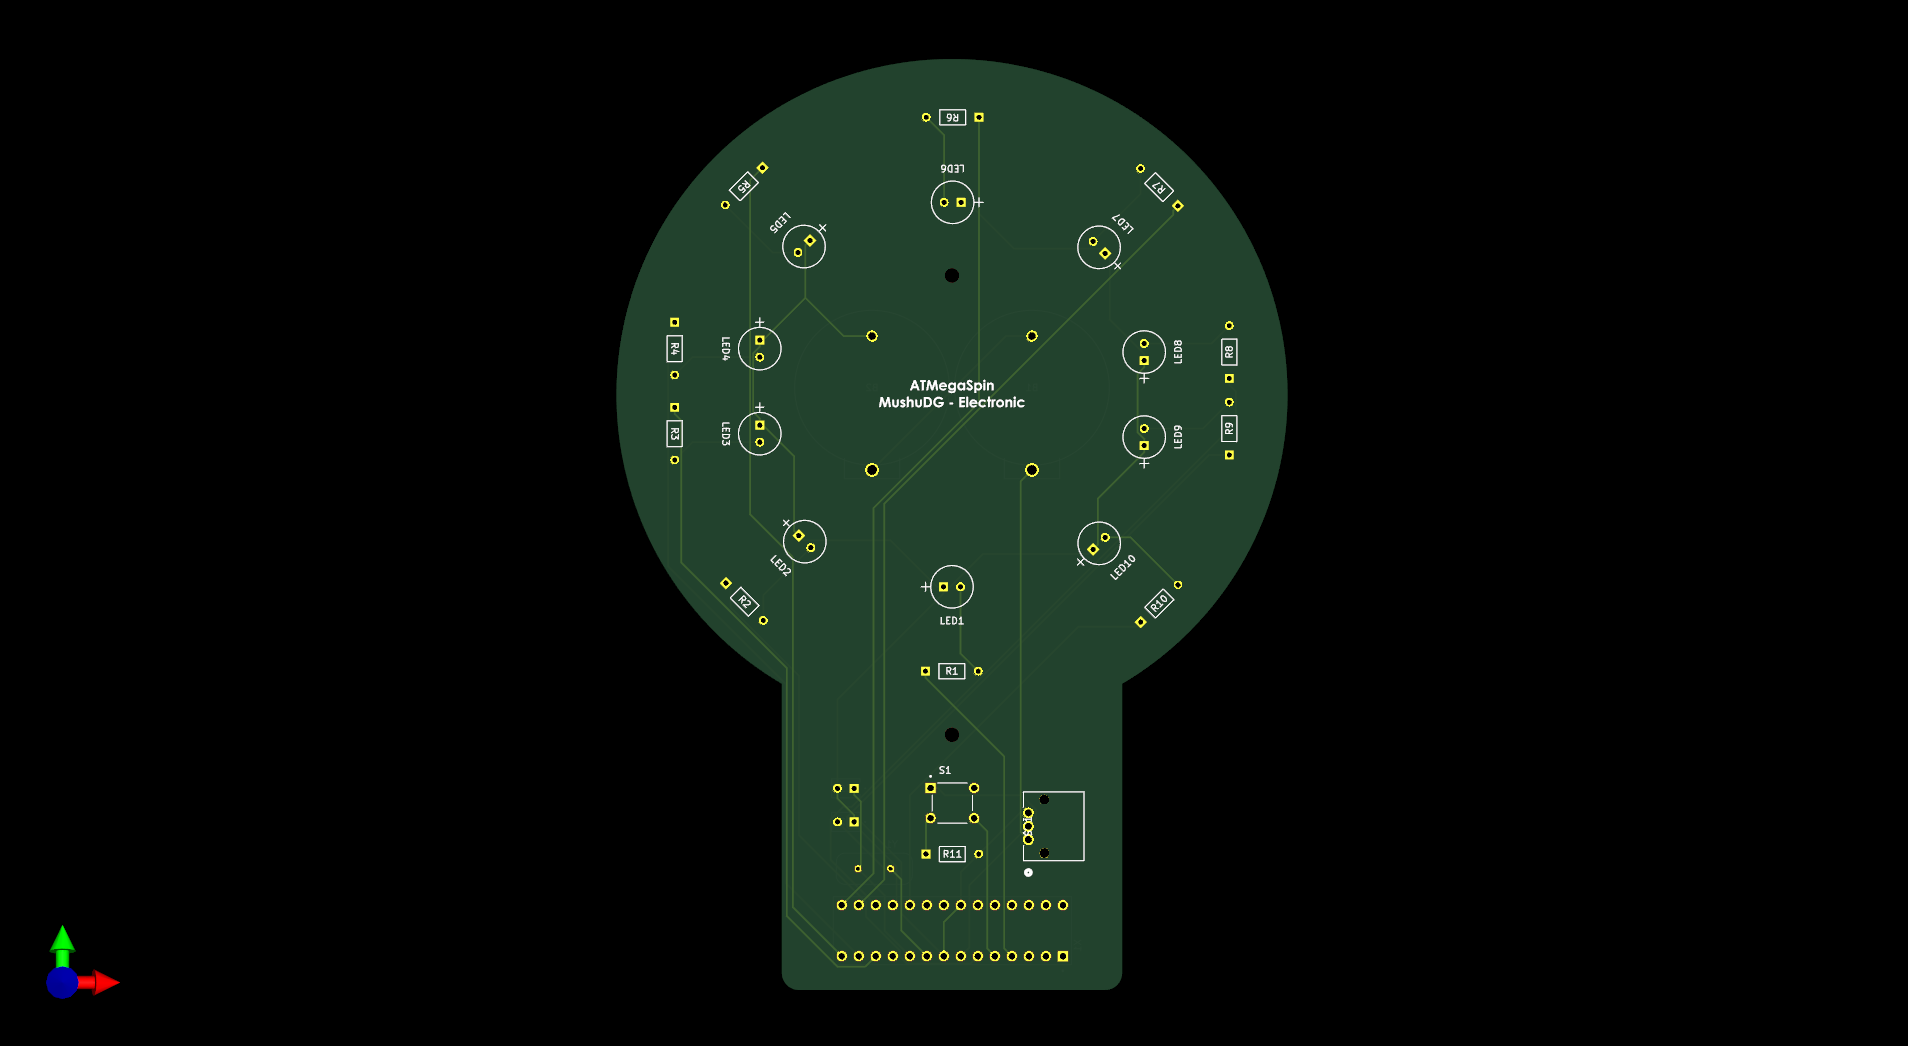 R6
LED6
R5
R7
LED5
LED7
R4
LED4
LED8
R8
ATMegaSpin
MushuDG - Electronic
R3
LED3
LED9
R9
LED2
LED10
R2
LED1
R10
R1
S1
R11